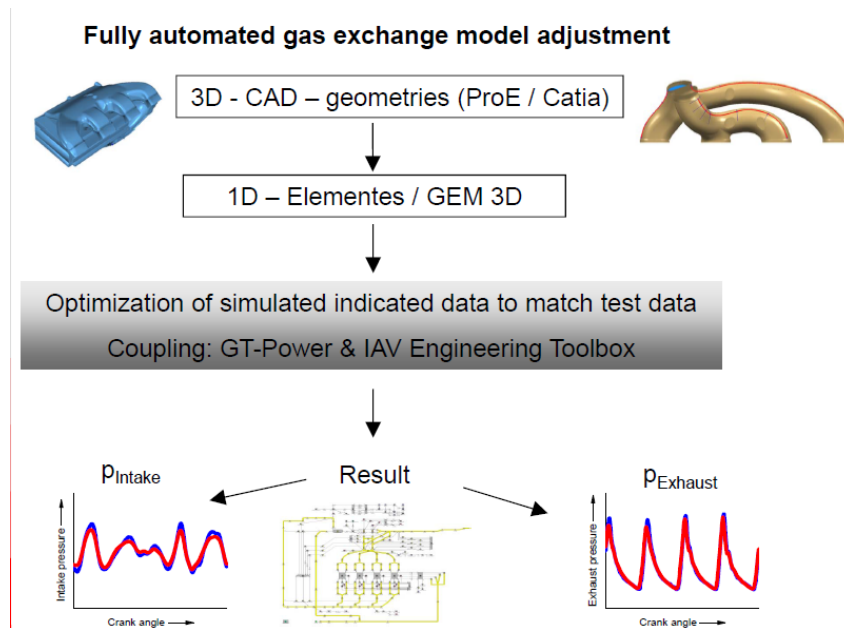 Fully automated gas exchange model adjustment
3D - CAD – geometries (ProE / Catia)
1D – Elementes / GEM 3D
Optimization of simulated indicated data to match test data
Coupling: GT-Power & IAV Engineering Toolbox
pIntake
Result
pExhaust
Intake pressure
Crank angle
Exhaust pressure
Crank angle